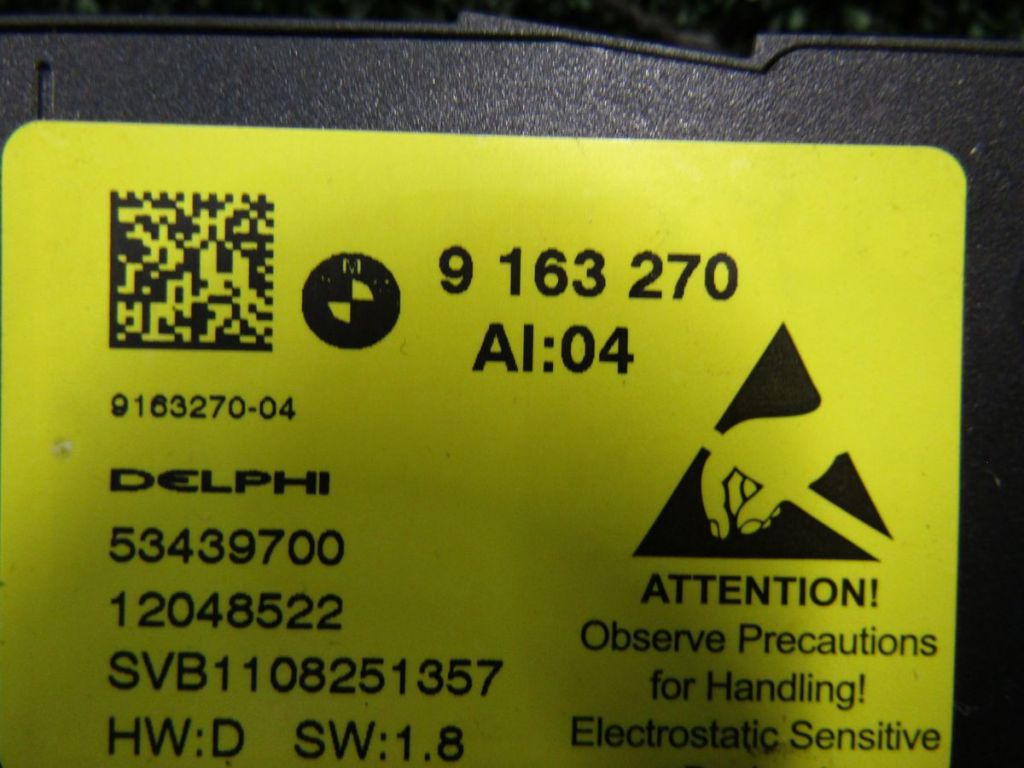 M
9 163 270
AI:04
9163270-04
DELPHI
53439700
12048522
SVB1108251357
HW:D SW:1.8
ATTENTION!
Observe Precautions
for Handling!
Electrostatic Sensitive